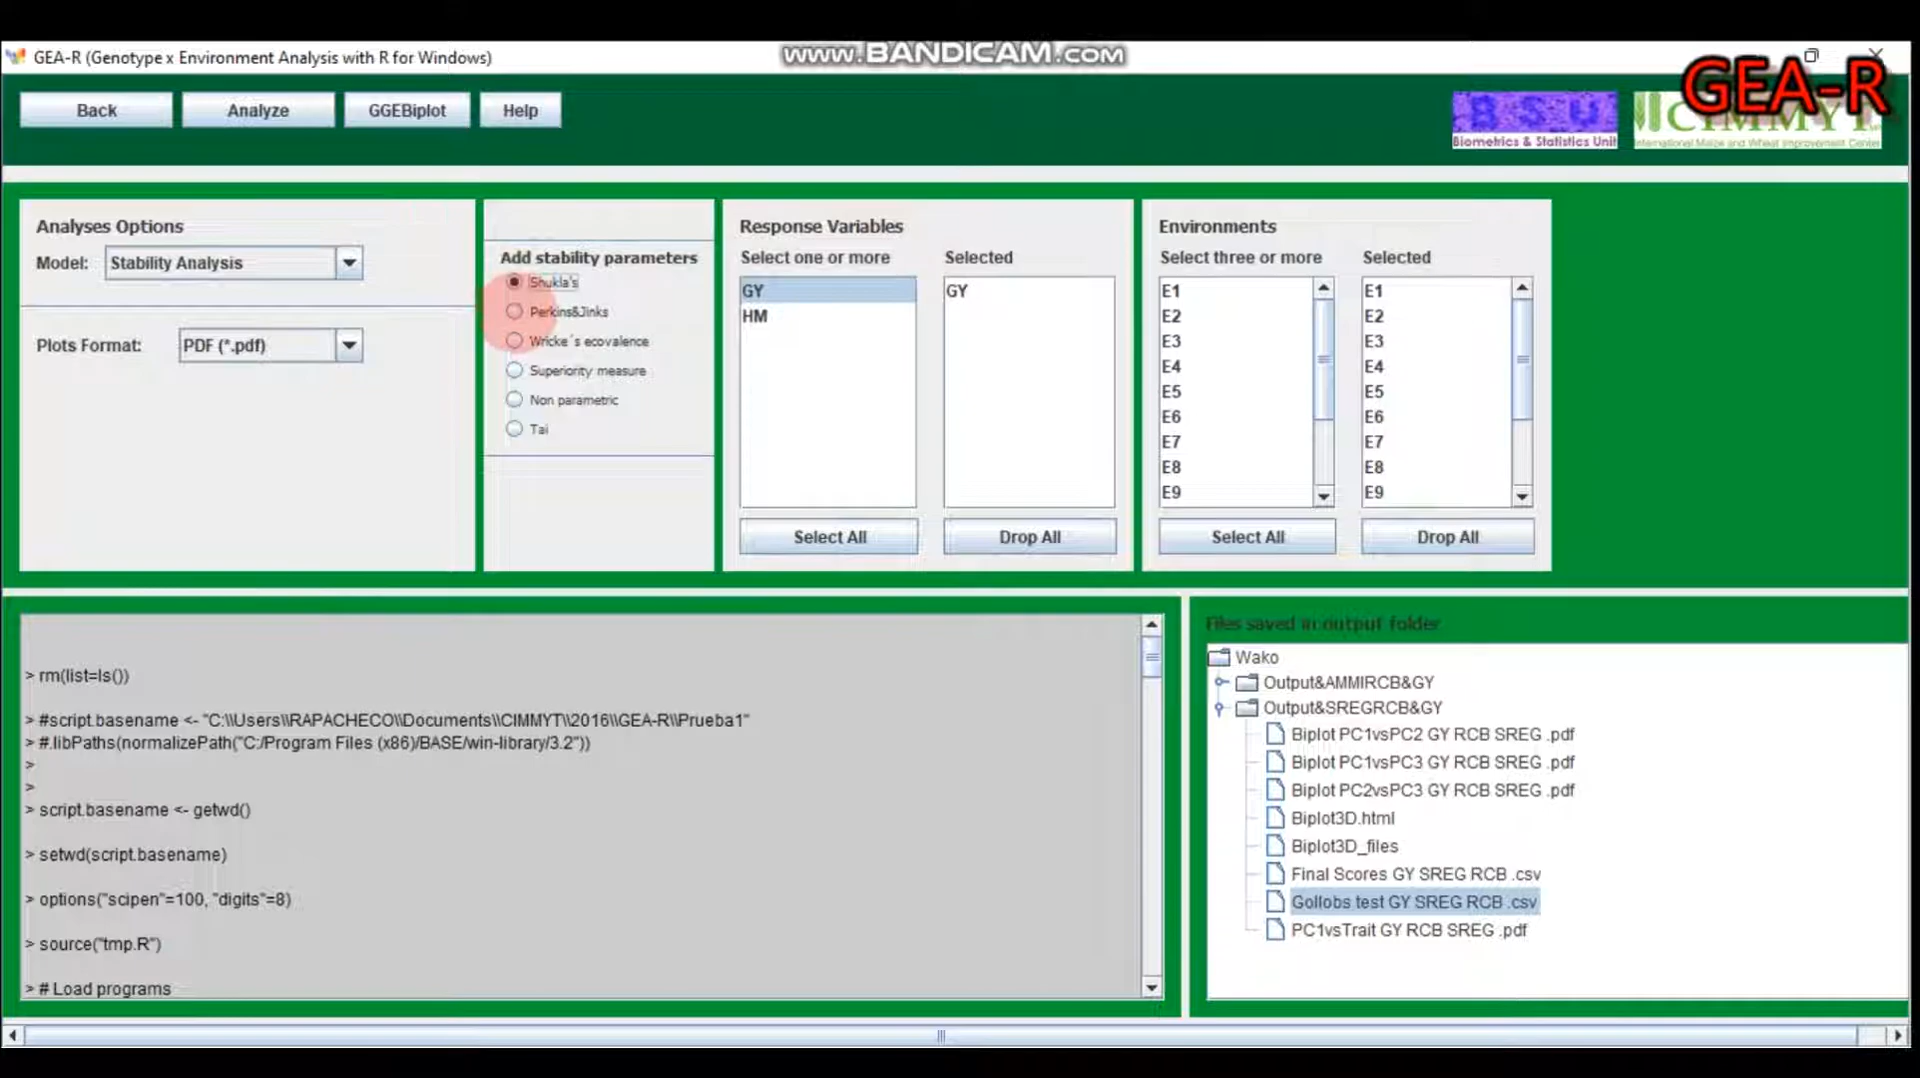 www.BANDICAM.com
GEA-R (Genotype x Environment Analysis with R for Windows)
GEA-R
Back
Analyze
GGEBiplot
Help
B S U
Biometrics & Statistics Unit
CIMMYT
International Maize and Wheat Improvement Center
Analyses Options
Model:
Stability Analysis
Plots Format:
PDF (*.pdf)
Add stability parameters
Shukla's
Perkins&Jinks
Wricke´s ecovalence
Superiority measure
Non parametric
Tai
Response Variables
Select one or more
Selected
GY
HM
GY
Select All
Drop All
Environments
Select three or more
Selected
E1
E2
E3
E4
E5
E6
E7
E8
E9
E1
E2
E3
E4
E5
E6
E7
E8
E9
Select All
Drop All
> rm(list=ls())
> #script.basename <- "C:\\Users\\RAPACHECO\\Documents\\CIMMYT\\2016\\GEA-R\\Prueba1"
> #.libPaths(normalizePath("C:/Program Files (x86)/BASE/win-library/3.2"))
>
>
> script.basename <- getwd()
> setwd(script.basename)
> options("scipen"=100, "digits"=8)
> source("tmp.R")
> # Load programs
Files saved in output folder
Wako
Output&AMMIRCB&GY
Output&SREGRCB&GY
Biplot PC1vsPC2 GY RCB SREG .pdf
Biplot PC1vsPC3 GY RCB SREG .pdf
Biplot PC2vsPC3 GY RCB SREG .pdf
Biplot3D.html
Biplot3D_files
Final Scores GY SREG RCB .csv
Gollobs test GY SREG RCB .csv
PC1vsTrait GY RCB SREG .pdf